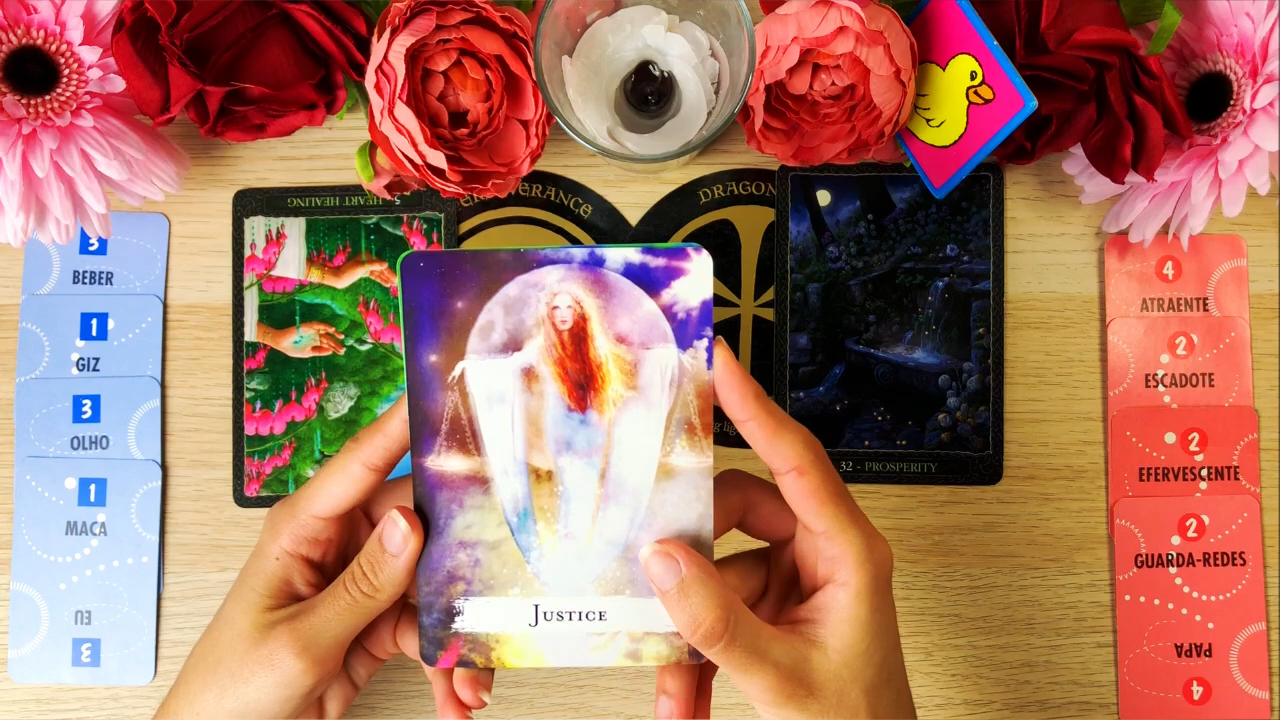 3
BEBER
1
GIZ
3
OLHO
1
MACA
EU
3
5 - HEART HEALING
VERANCE
DRAGON
JUSTICE
32 - PROSPERITY
4
ATRAENTE
2
ESCADOTE
2
EFERVESCENTE
2
GUARDA-REDES
PAPA
4